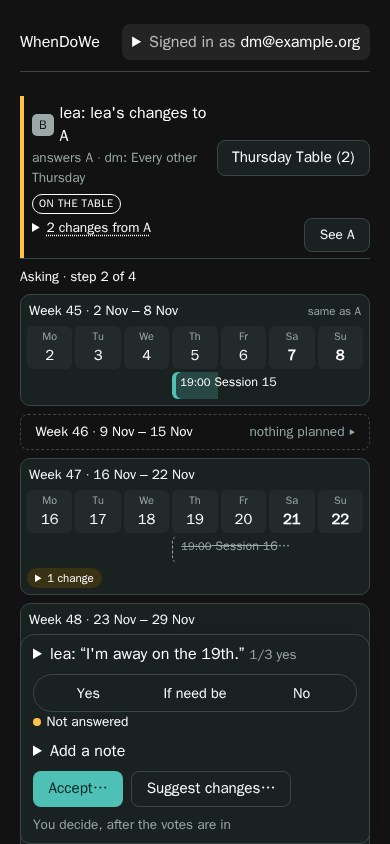 WhenDoWe
Signed in as dm@example.org
B
lea: lea's changes to
A
answers A · dm: Every other
Thursday
Thursday Table (2)
ON THE TABLE
2 changes from A
See A
Asking · step 2 of 4
Week 45 · 2 Nov – 8 Nov
same as A
Mo Tu We Th Fr Sa Su
2 3 4 5 6 7 8
19:00 Session 15
Week 46 · 9 Nov – 15 Nov
nothing planned
Week 47 · 16 Nov – 22 Nov
Mo Tu We Th Fr Sa Su
16 17 18 19 20 21 22
19:00 Session 16…
1 change
Week 48 · 23 Nov – 29 Nov
lea: “I'm away on the 19th.” 1/3 yes
Yes If need be No
Not answered
Add a note
Accept…
Suggest changes…
You decide, after the votes are in